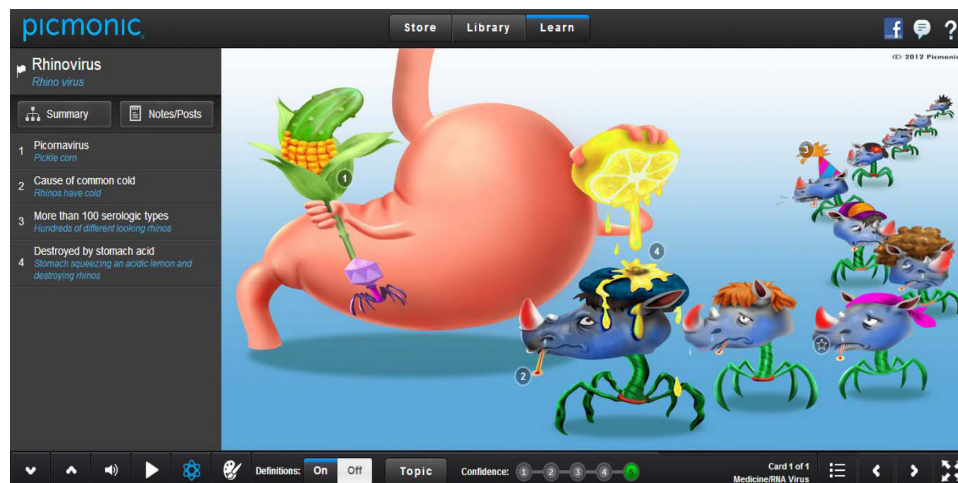 picmonic
Store Library Learn
f ?
© 2012 Picmonic
Rhinovirus
Rhino virus
Summary Notes/Posts
1 Picornavirus
Pickle corn
2 Cause of common cold
Rhinos have cold
3 More than 100 serologic types
Hundreds of different looking rhinos
4 Destroyed by stomach acid
Stomach squeezing an acidic lemon and
destroying rhinos
1
3
4
2
Definitions: On Off Topic Confidence: 1 2 3 4 5 Card 1 of 1
Medicine/RNA Virus